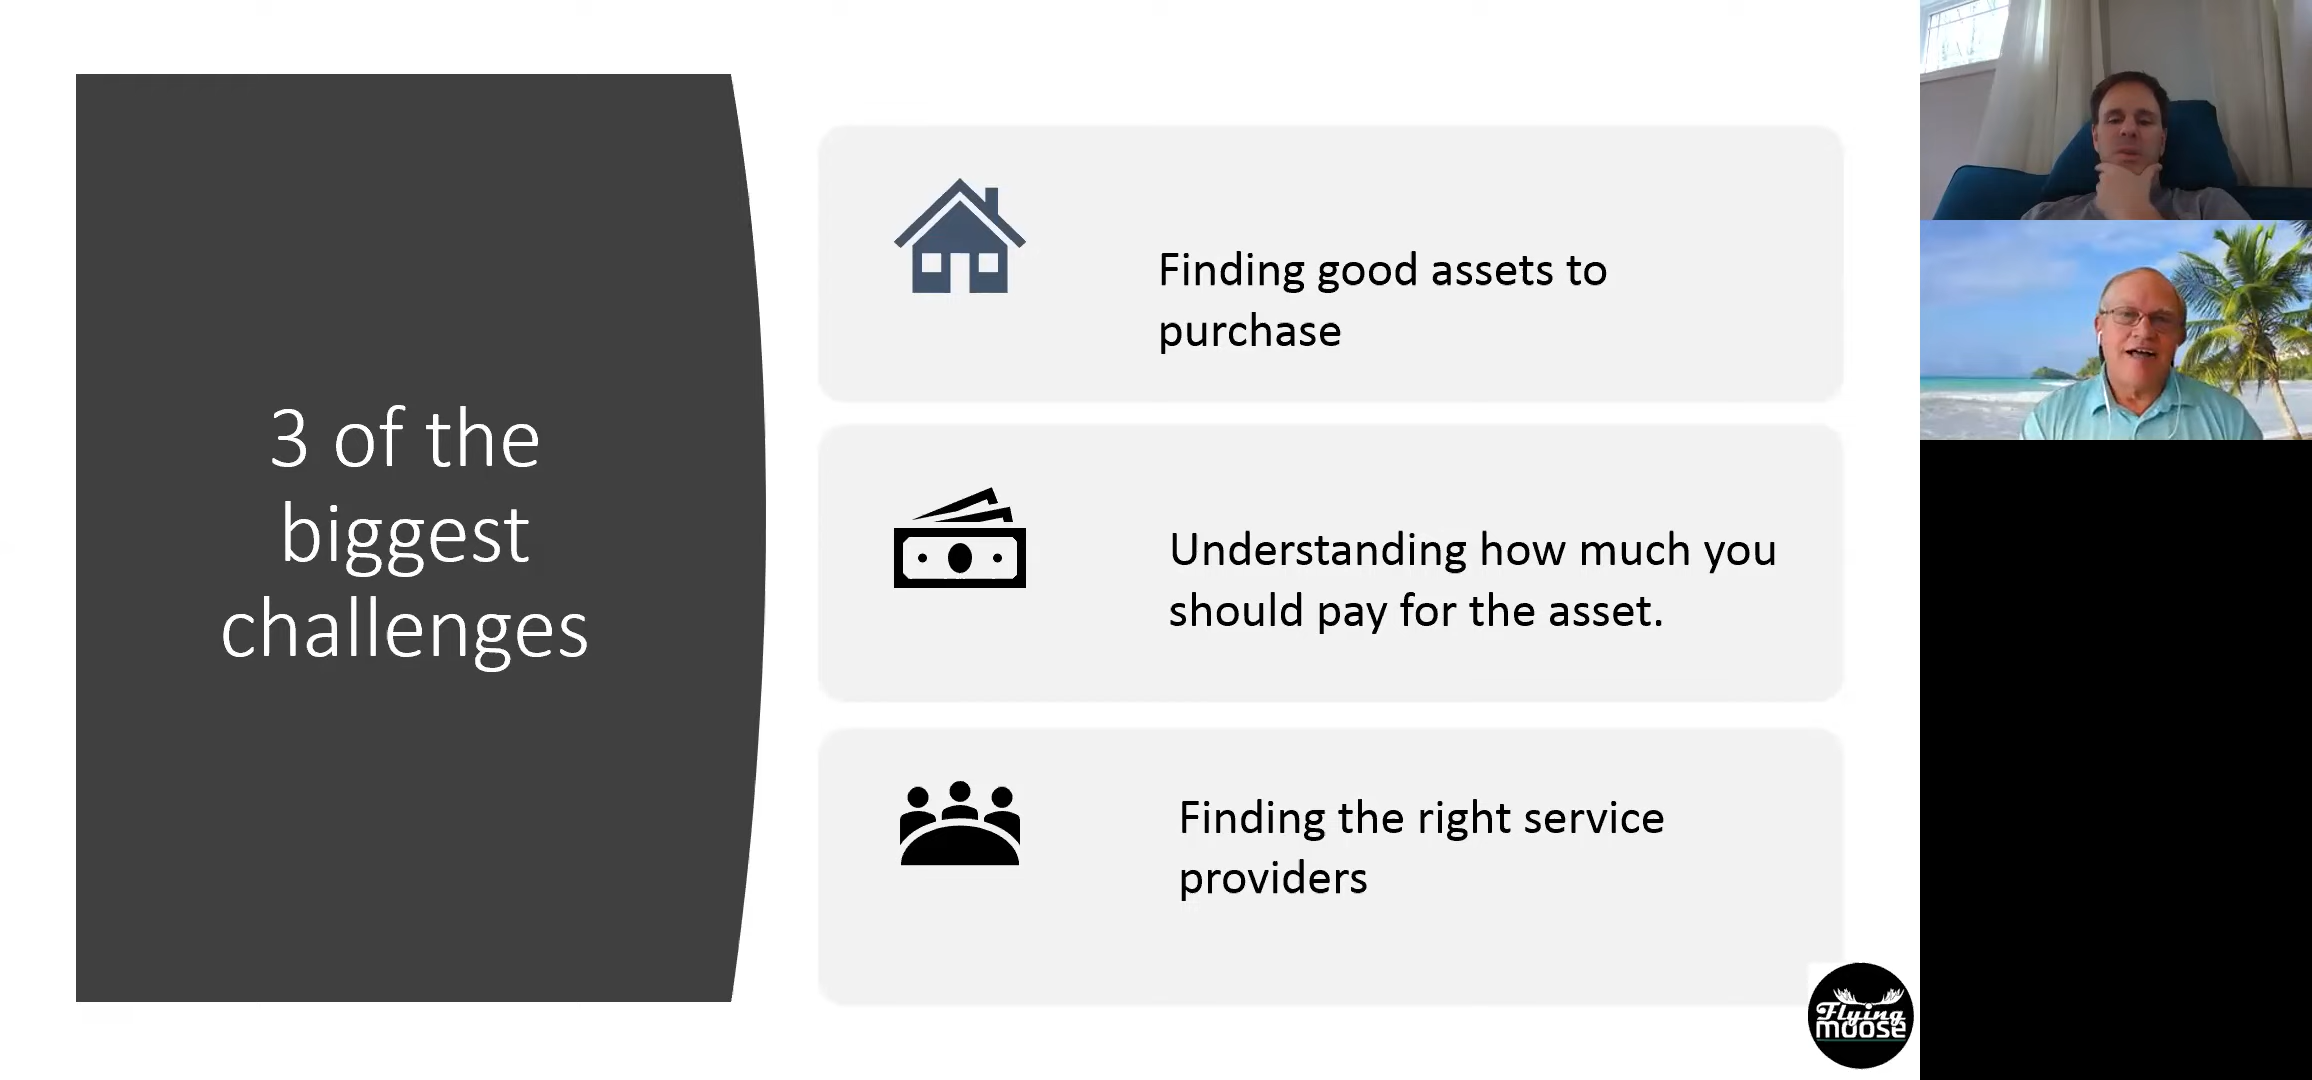 3 of the
biggest
challenges
Finding good assets to
purchase
Understanding how much you
should pay for the asset.
Finding the right service
providers
Flying
moose